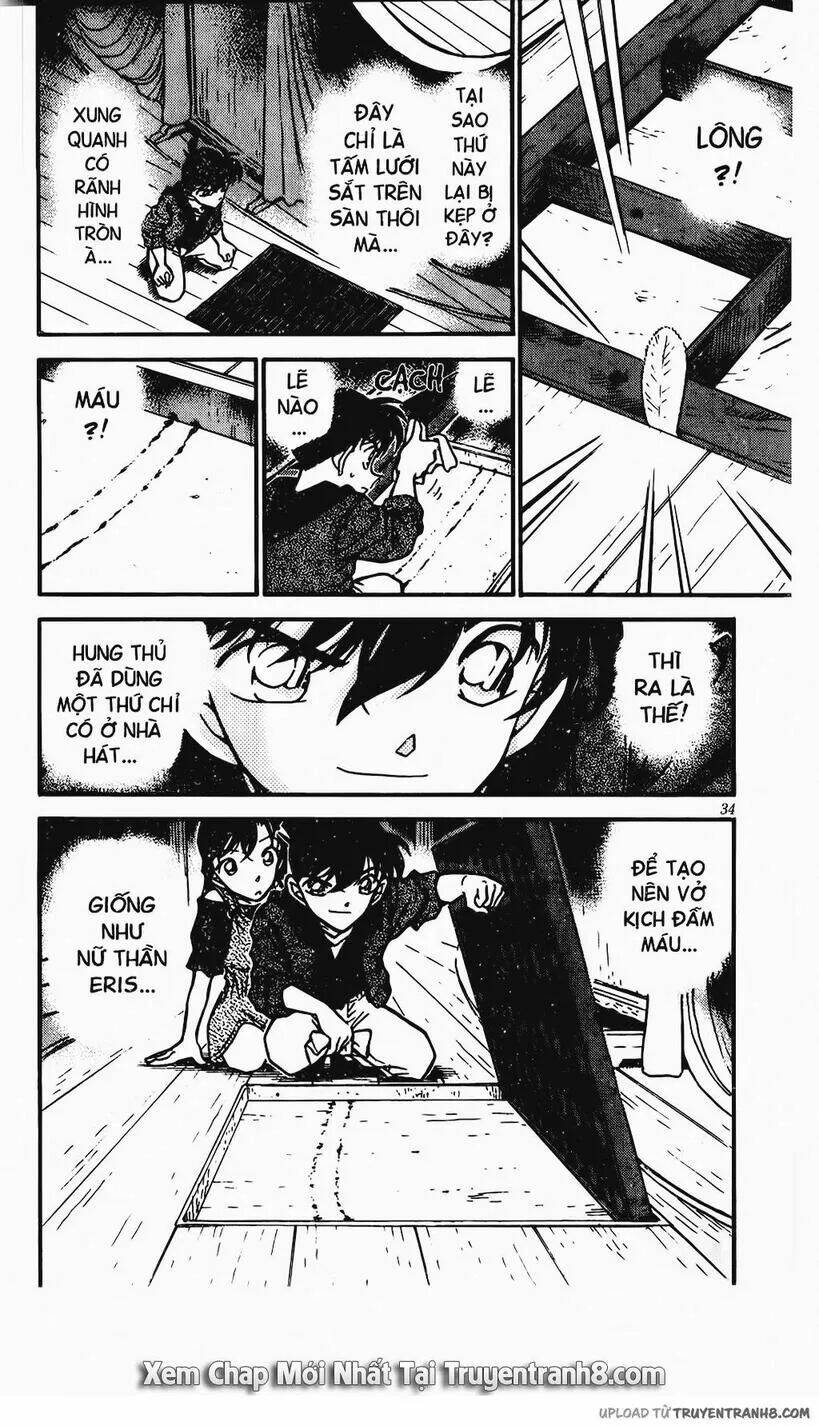 LÔNG
?!
TẠI
SAO
THỨ
NÀY
LẠI BỊ
KẸP Ở
ĐÂY?
ĐÂY
CHỈ LÀ
TẤM LƯỚI
SẮT TRÊN
SÀN THÔI
MÀ...
XUNG
QUANH
CÓ
RÃNH
HÌNH
TRÒN
À...
LẼ
...
CẠCH
LẼ
NÀO
...
MÁU
?!
THÌ
RA LÀ
THẾ!
HUNG THỦ
ĐÃ DÙNG
MỘT THỨ CHỈ
CÓ Ở NHÀ
HÁT...
34
ĐỂ TẠO
NÊN VỞ
KỊCH ĐẪM
MÁU...
GIỐNG
NHƯ
NỮ THẦN
ERIS...
Xem Chap Mới Nhất Tại Truyentranh8.com
UPLOAD TỪ TRUYENTRANH8.COM